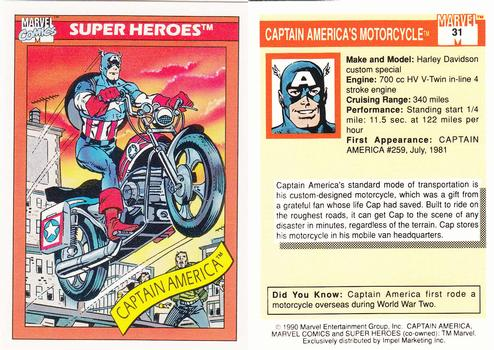 MARVEL
COMICS
SUPER HEROES™
CAPTAIN AMERICA™
MARVEL™
CAPTAIN AMERICA'S MOTORCYCLE™
31
Make and Model: Harley Davidson
custom special
Engine: 700 cc HV V-Twin in-line 4
stroke engine
Cruising Range: 340 miles
Performance: Standing start 1/4
mile: 11.5 sec. at 122 miles per
hour
First Appearance: CAPTAIN
AMERICA #259, July, 1981
Captain America's standard mode of transportation is
his custom-designed motorcycle, which was a gift from
a grateful fan whose life Cap had saved. Built to ride on
the roughest roads, it can get Cap to the scene of any
disaster in minutes, regardless of the terrain. Cap stores
his motorcycle in his mobile van headquarters.
Did You Know: Captain America first rode a
motorcycle overseas during World War Two.
© 1990 Marvel Entertainment Group, Inc. CAPTAIN AMERICA,
MARVEL COMICS and SUPER HEROES (co-owned): TM Marvel.
Exclusively distributed by Impel Marketing Inc.